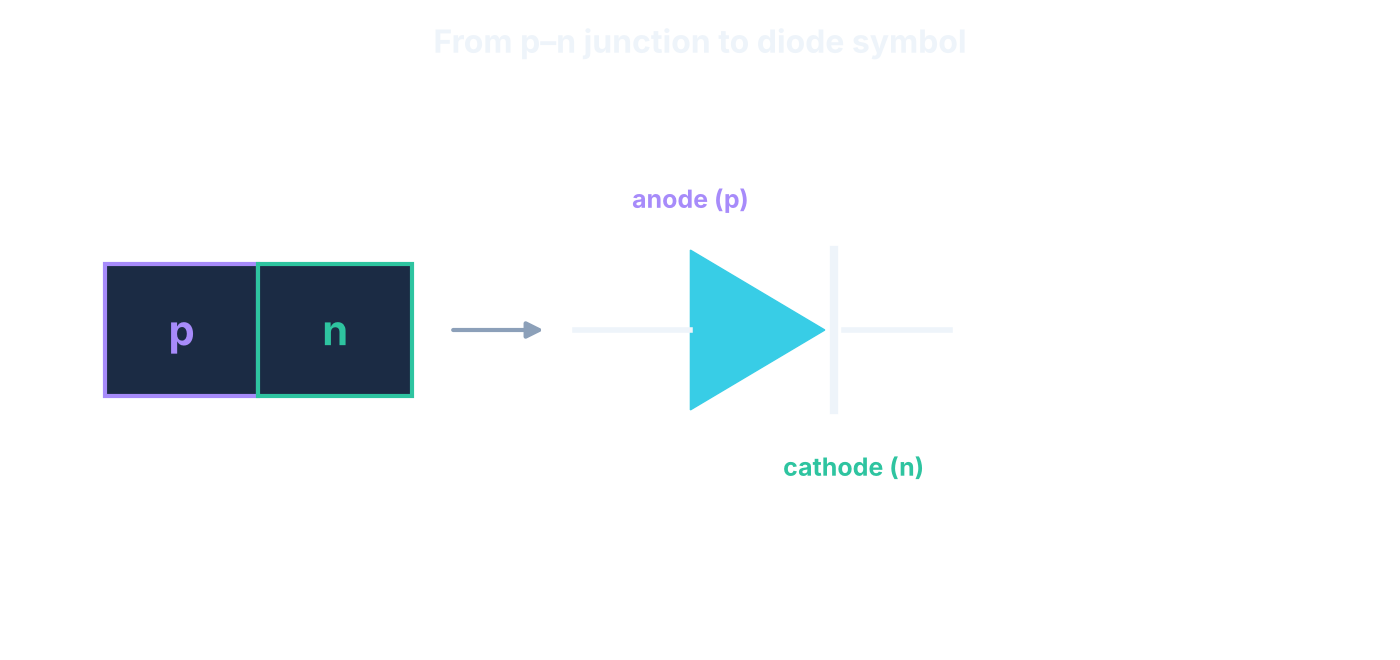 From p–n junction to diode symbol
anode (p)
p
n
cathode (n)